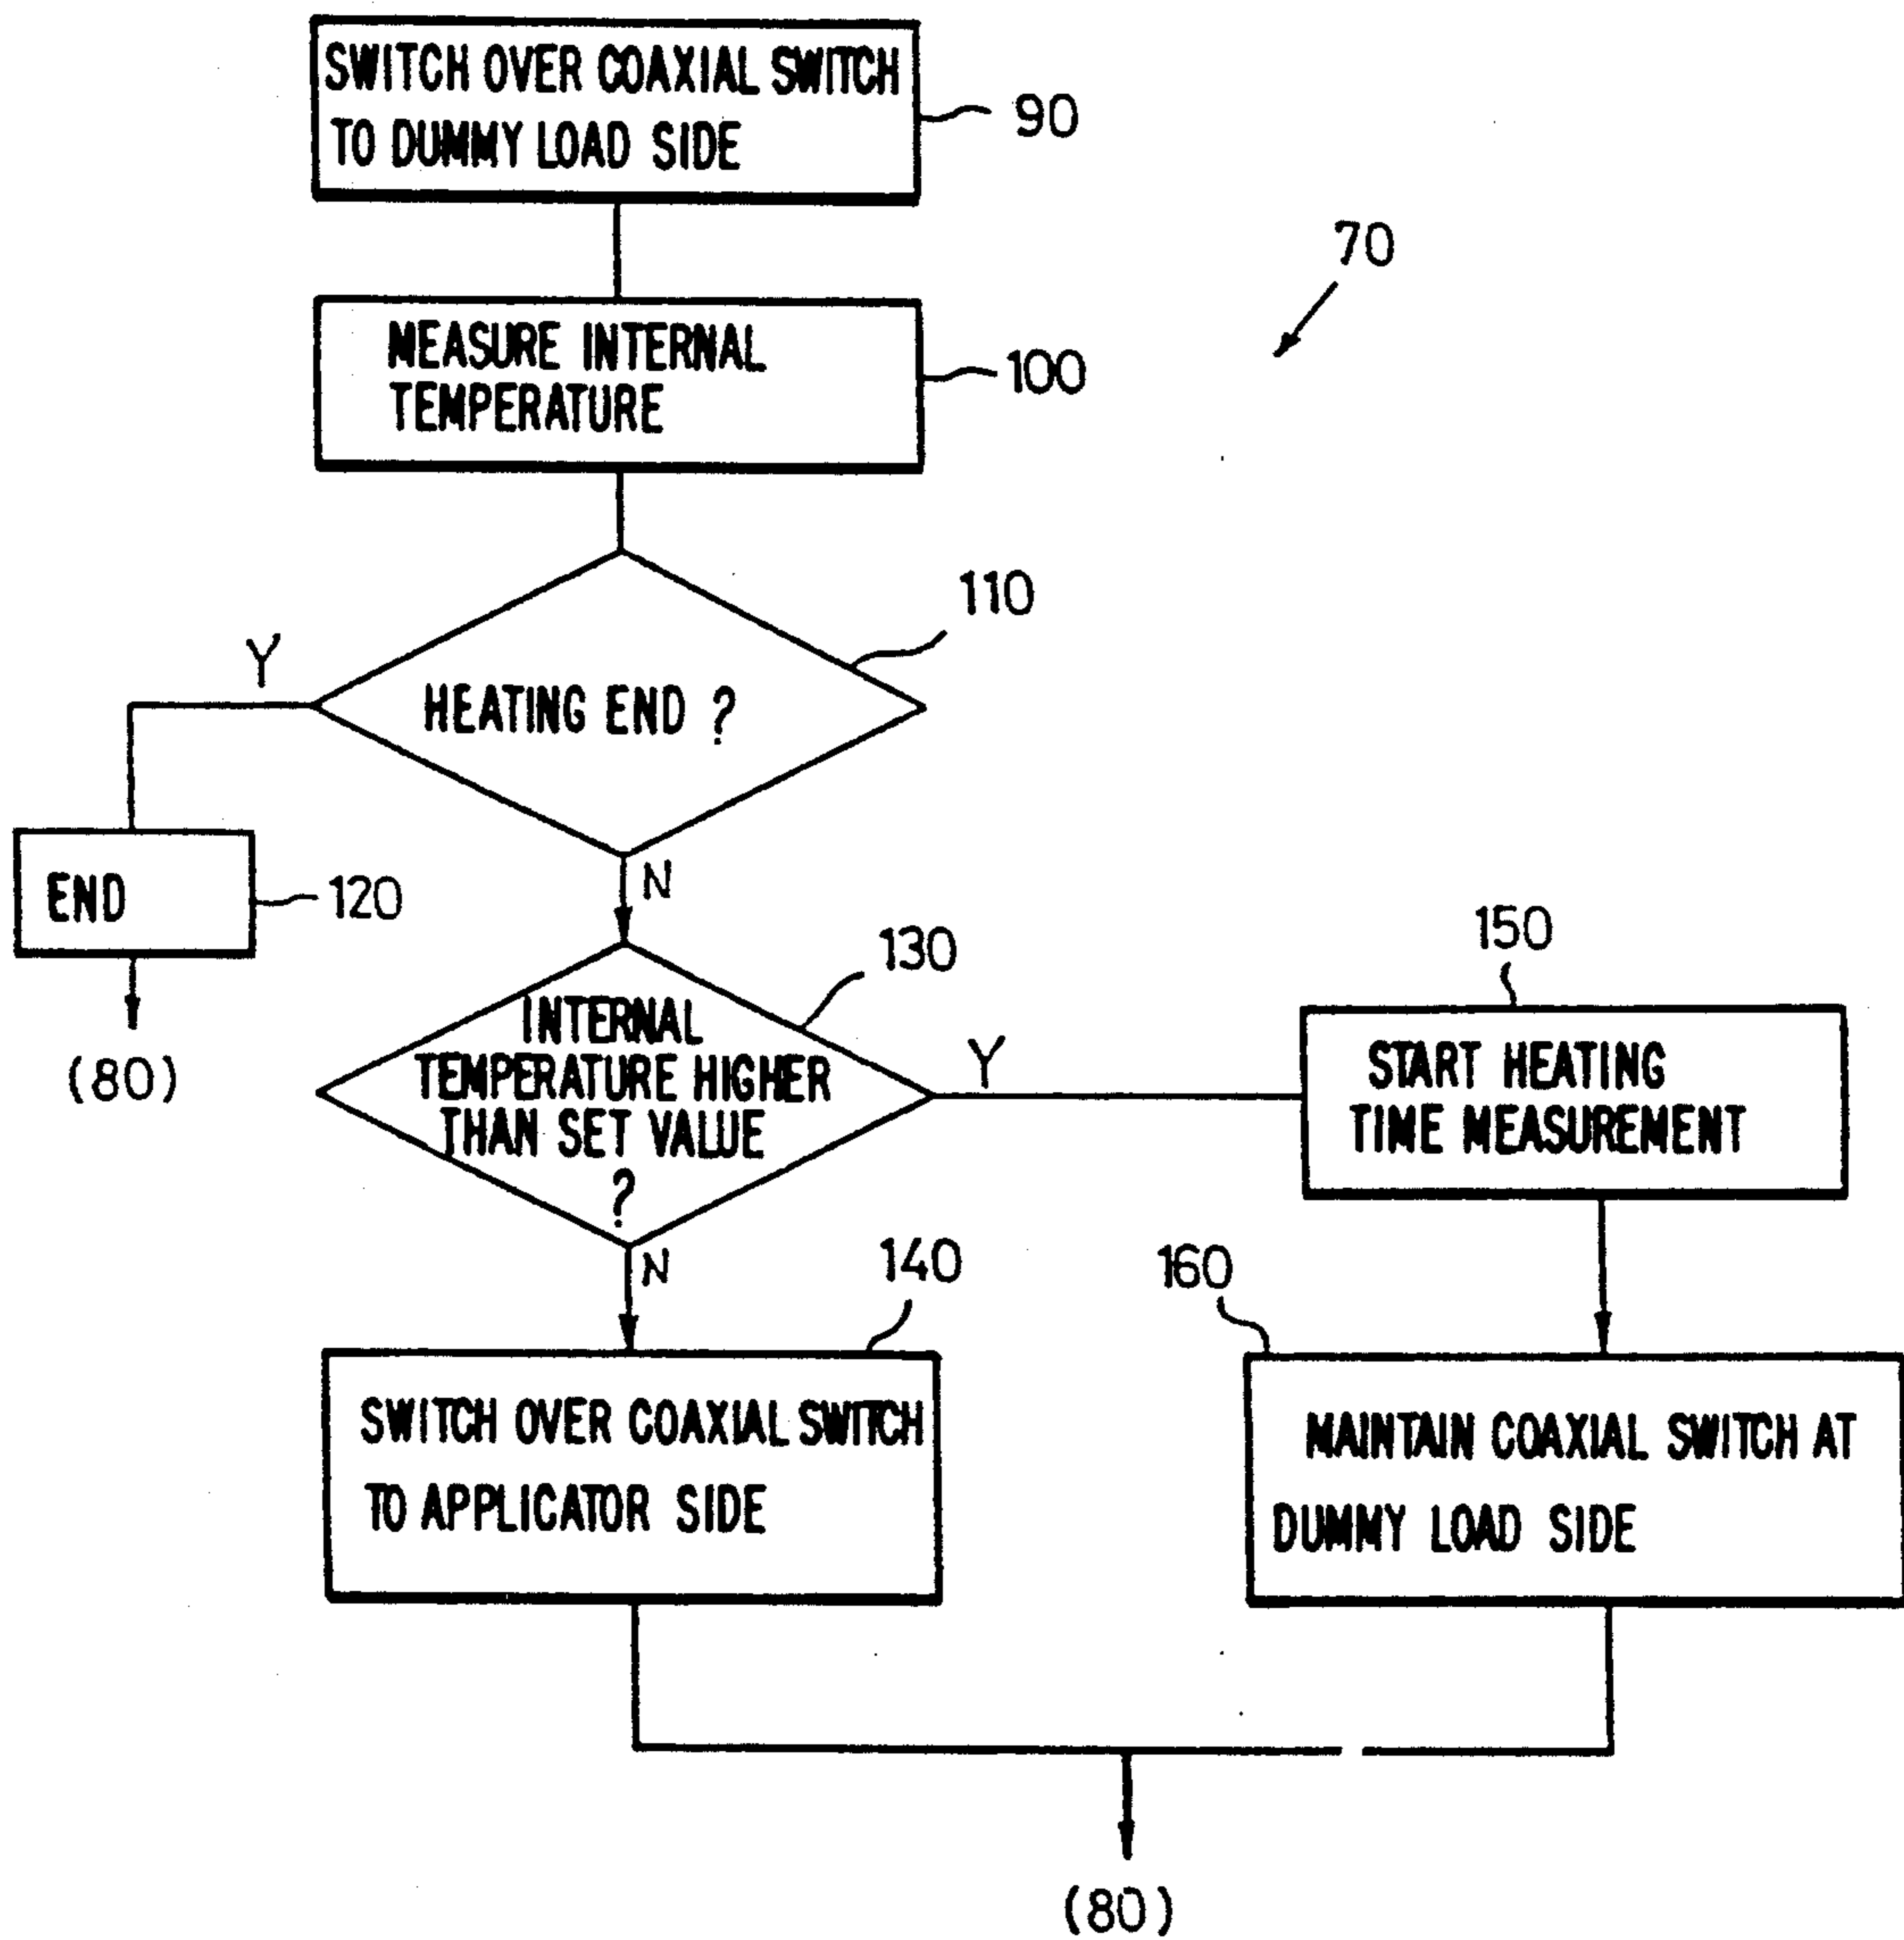 SWITCH OVER COAXIAL SWITCH
TO DUMMY LOAD SIDE
90
70
MEASURE INTERNAL
TEMPERATURE
100
110
Y
HEATING END ?
END
120
N
(80)
130
INTERNAL
TEMPERATURE HIGHER
THAN SET VALUE
?
Y
150
START HEATING
TIME MEASUREMENT
N
140
160
SWITCH OVER COAXIAL SWITCH
TO APPLICATOR SIDE
MAINTAIN COAXIAL SWITCH AT
DUMMY LOAD SIDE
(80)